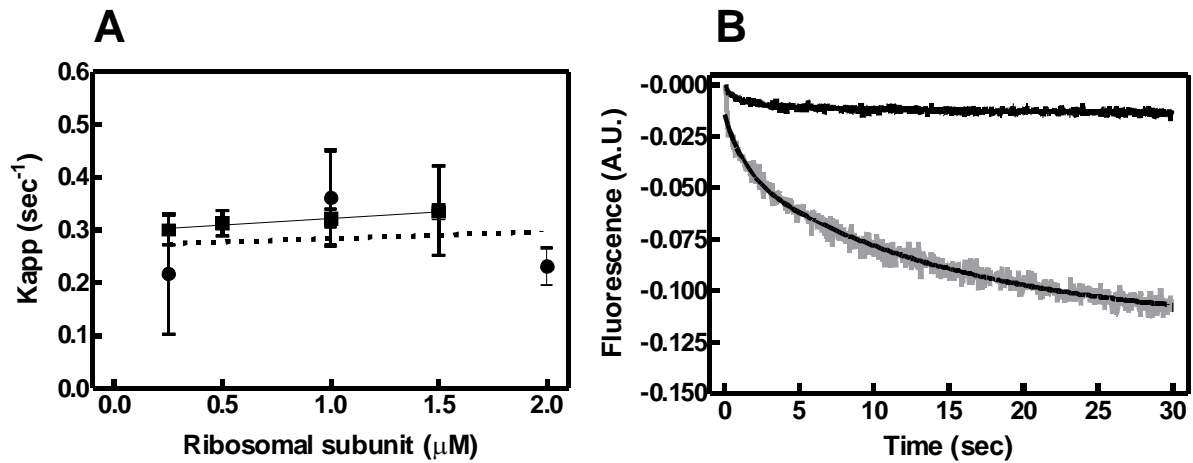 A
0.6
0.5
0.4
0.3
0.2
0.1
0.0
Kapp (sec-1)
0.0 0.5 1.0 1.5 2.0
Ribosomal subunit (μM)
B
-0.000
-0.025
-0.050
-0.075
-0.100
-0.125
-0.150
Fluorescence (A.U.)
0 5 10 15 20 25 30
Time (sec)